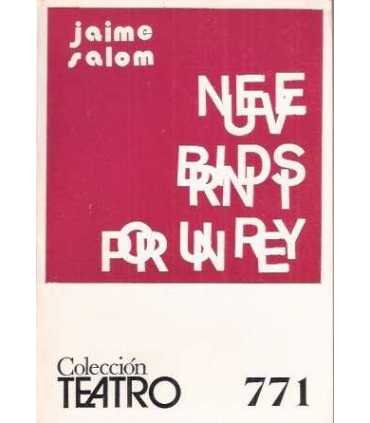 jaime
salom
NUEVE
BRINDIS
POR UN REY
Colección
TEATRO
771